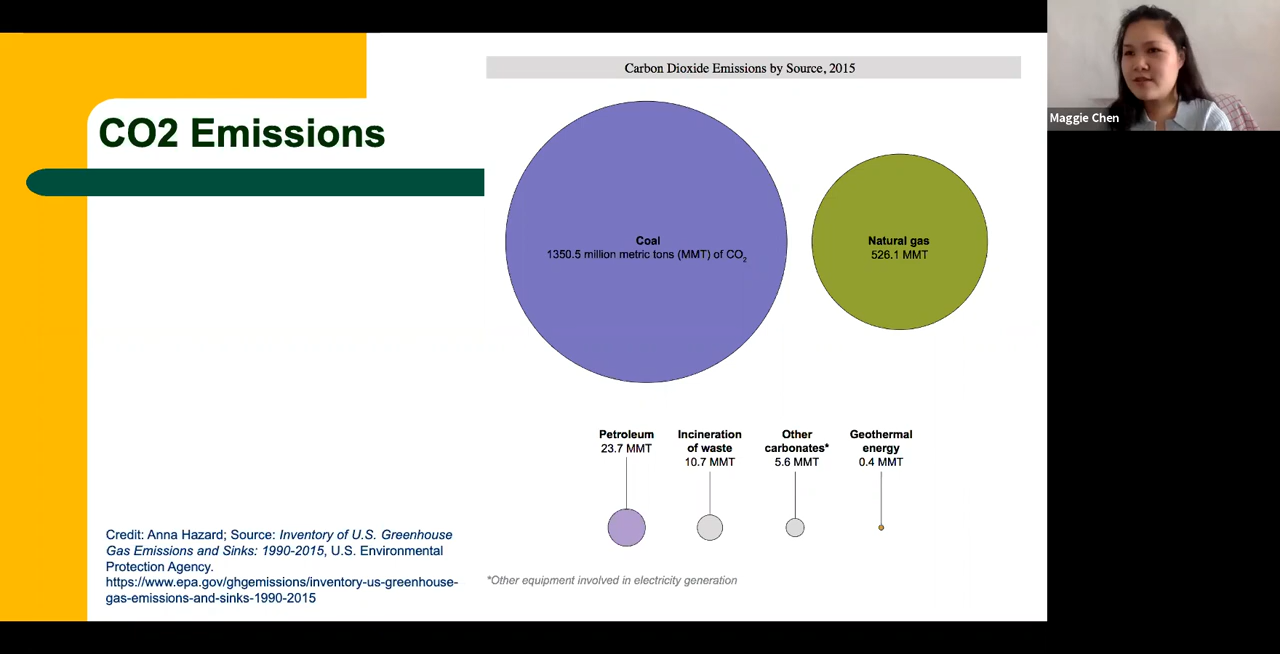 Carbon Dioxide Emissions by Source, 2015
CO2 Emissions
Maggie Chen
Coal
1350.5 million metric tons (MMT) of CO₂
Natural gas
526.1 MMT
Petroleum
23.7 MMT
Incineration
of waste
10.7 MMT
Other
carbonates*
5.6 MMT
Geothermal
energy
0.4 MMT
Credit: Anna Hazard; Source: Inventory of U.S. Greenhouse
Gas Emissions and Sinks: 1990-2015, U.S. Environmental
Protection Agency.
https://www.epa.gov/ghgemissions/inventory-us-greenhouse-
gas-emissions-and-sinks-1990-2015
*Other equipment involved in electricity generation